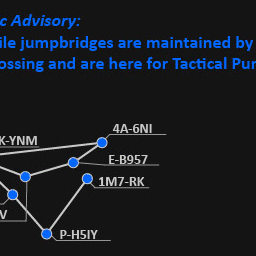 c Advisory:
ile jumpbridges are maintained by
ossing and are here for Tactical Pur
4A-6NI
K-YNM
E-B957
1M7-RK
V
P-H5IY